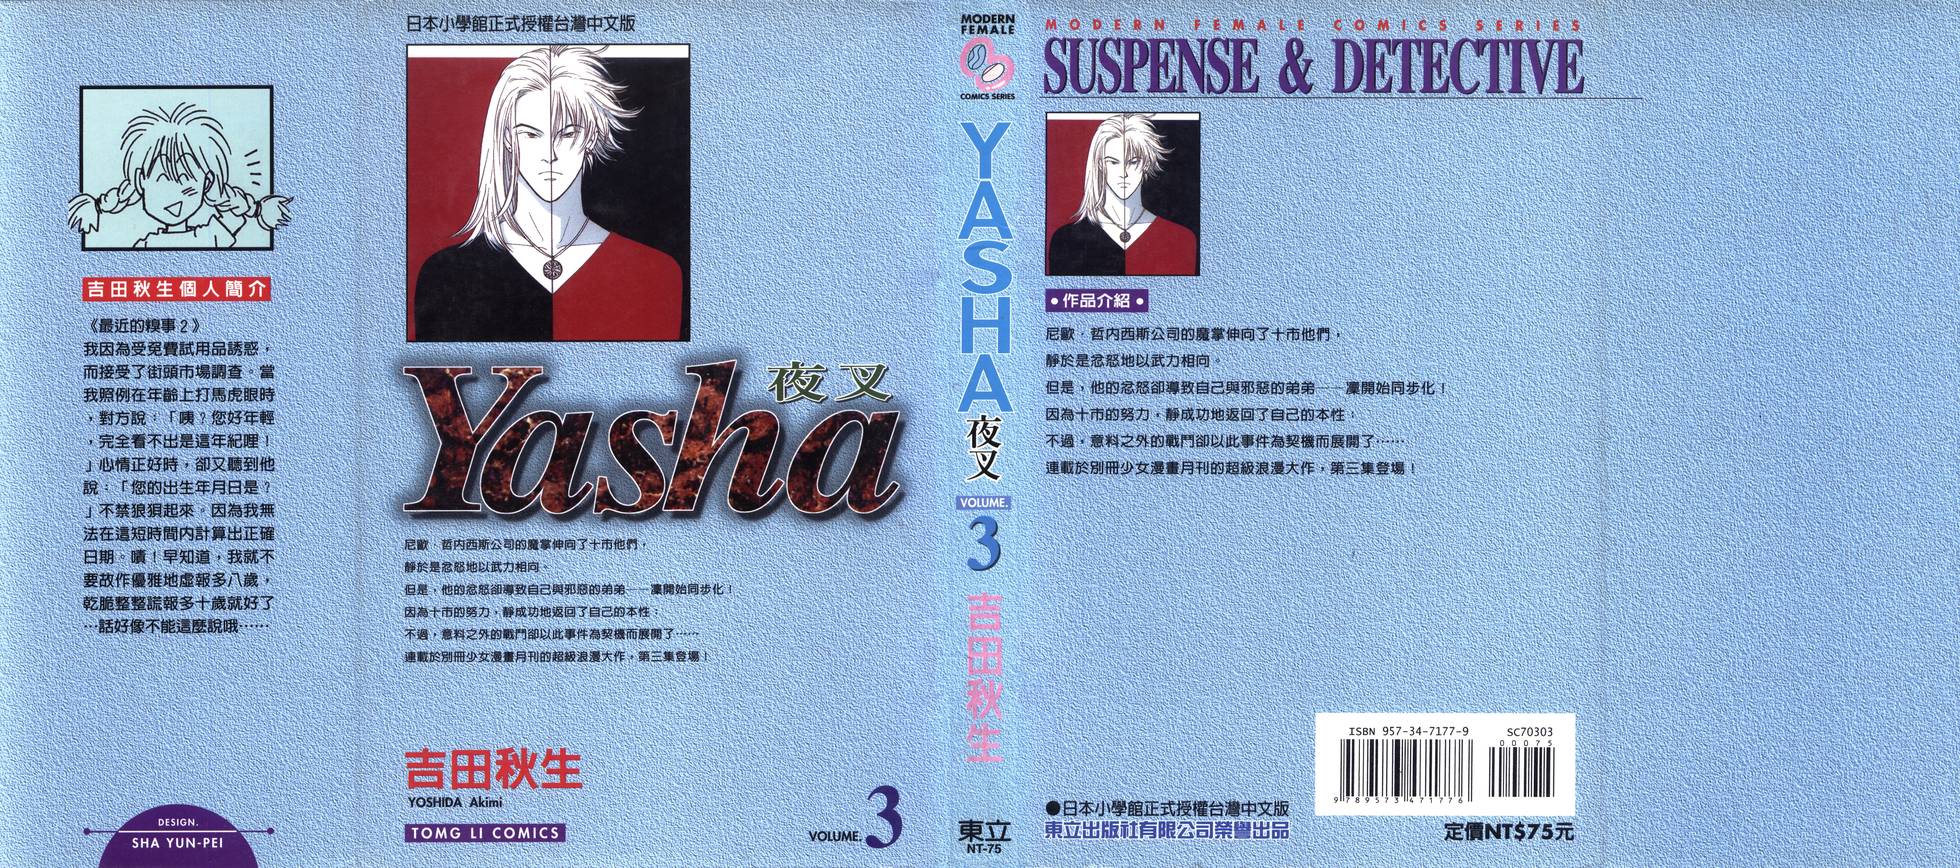 吉田秋生個人簡介
《最近的糗事2》
我因為受免費試用品誘惑，
而接受了街頭市場調查。當
我照例在年齡上打馬虎眼時
，對方說：「咦？您好年輕
，完全看不出是這年紀哩！
」心情正好時，卻又聽到他
說：「您的出生年月日是？
」不禁狼狽起來。因為我無
法在這短時間內計算出正確
日期。嘖！早知道，我就不
要故作優雅地虛報多八歲，
乾脆整整謊報多十歲就好了
…話好像不能這麼說哦……
DESIGN.
SHA YUN-PEI
日本小學館正式授權台灣中文版
Yasha
夜叉
尼歐．哲內西斯公司的魔掌伸向了十市他們，
靜於是忿怒地以武力相向。
但是，他的忿怒卻導致自己與邪惡的弟弟——凜開始同步化！
因為十市的努力，靜成功地返回了自己的本性；
不過，意料之外的戰鬥卻以此事件為契機而展開了……
連載於別冊少女漫畫月刊的超級浪漫大作，第三集登場！
吉田秋生
YOSHIDA Akimi
TOMG LI COMICS
VOLUME. 3
MODERN
FEMALE
COMICS SERIES
YASHA
夜叉
VOLUME.
3
吉田秋生
東立
NT-75
MODERN FEMALE COMICS SERIES
SUSPENSE & DETECTIVE
•作品介紹•
尼歐．哲內西斯公司的魔掌伸向了十市他們，
靜於是忿怒地以武力相向。
但是，他的忿怒卻導致自己與邪惡的弟弟——凜開始同步化！
因為十市的努力，靜成功地返回了自己的本性；
不過，意料之外的戰鬥卻以此事件為契機而展開了……
連載於別冊少女漫畫月刊的超級浪漫大作，第三集登場！
ISBN 957-34-7177-9
SC70303
00075
9 789573 471776
●日本小學館正式授權台灣中文版
東立出版社有限公司榮譽出品
定價NT$75元